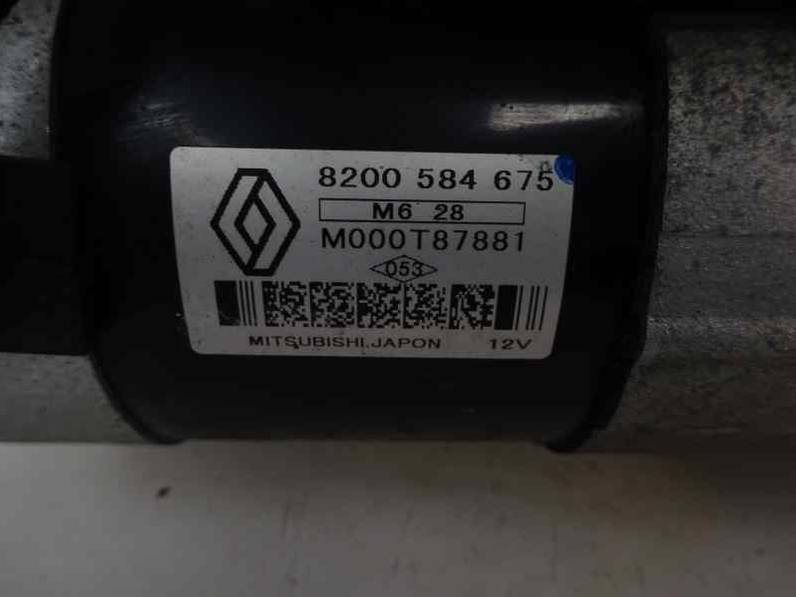 8200 584 675
M6 28
M000T87881
053
MITSUBISHI,JAPON 12V